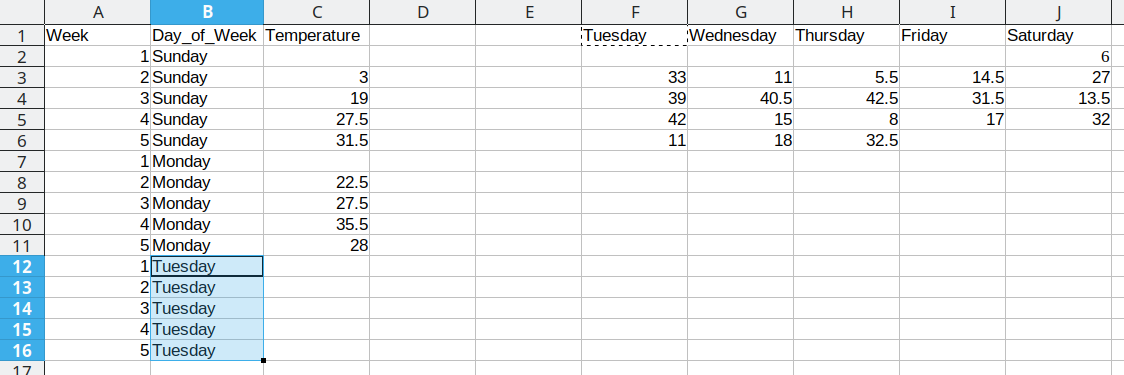 A B C D E F G H I J
1 Week Day_of_Week Temperature Tuesday Wednesday Thursday Friday Saturday
2 1 Sunday 6
3 2 Sunday 3 33 11 5.5 14.5 27
4 3 Sunday 19 39 40.5 42.5 31.5 13.5
5 4 Sunday 27.5 42 15 8 17 32
6 5 Sunday 31.5 11 18 32.5
7 1 Monday
8 2 Monday 22.5
9 3 Monday 27.5
10 4 Monday 35.5
11 5 Monday 28
12 1 Tuesday
13 2 Tuesday
14 3 Tuesday
15 4 Tuesday
16 5 Tuesday
17